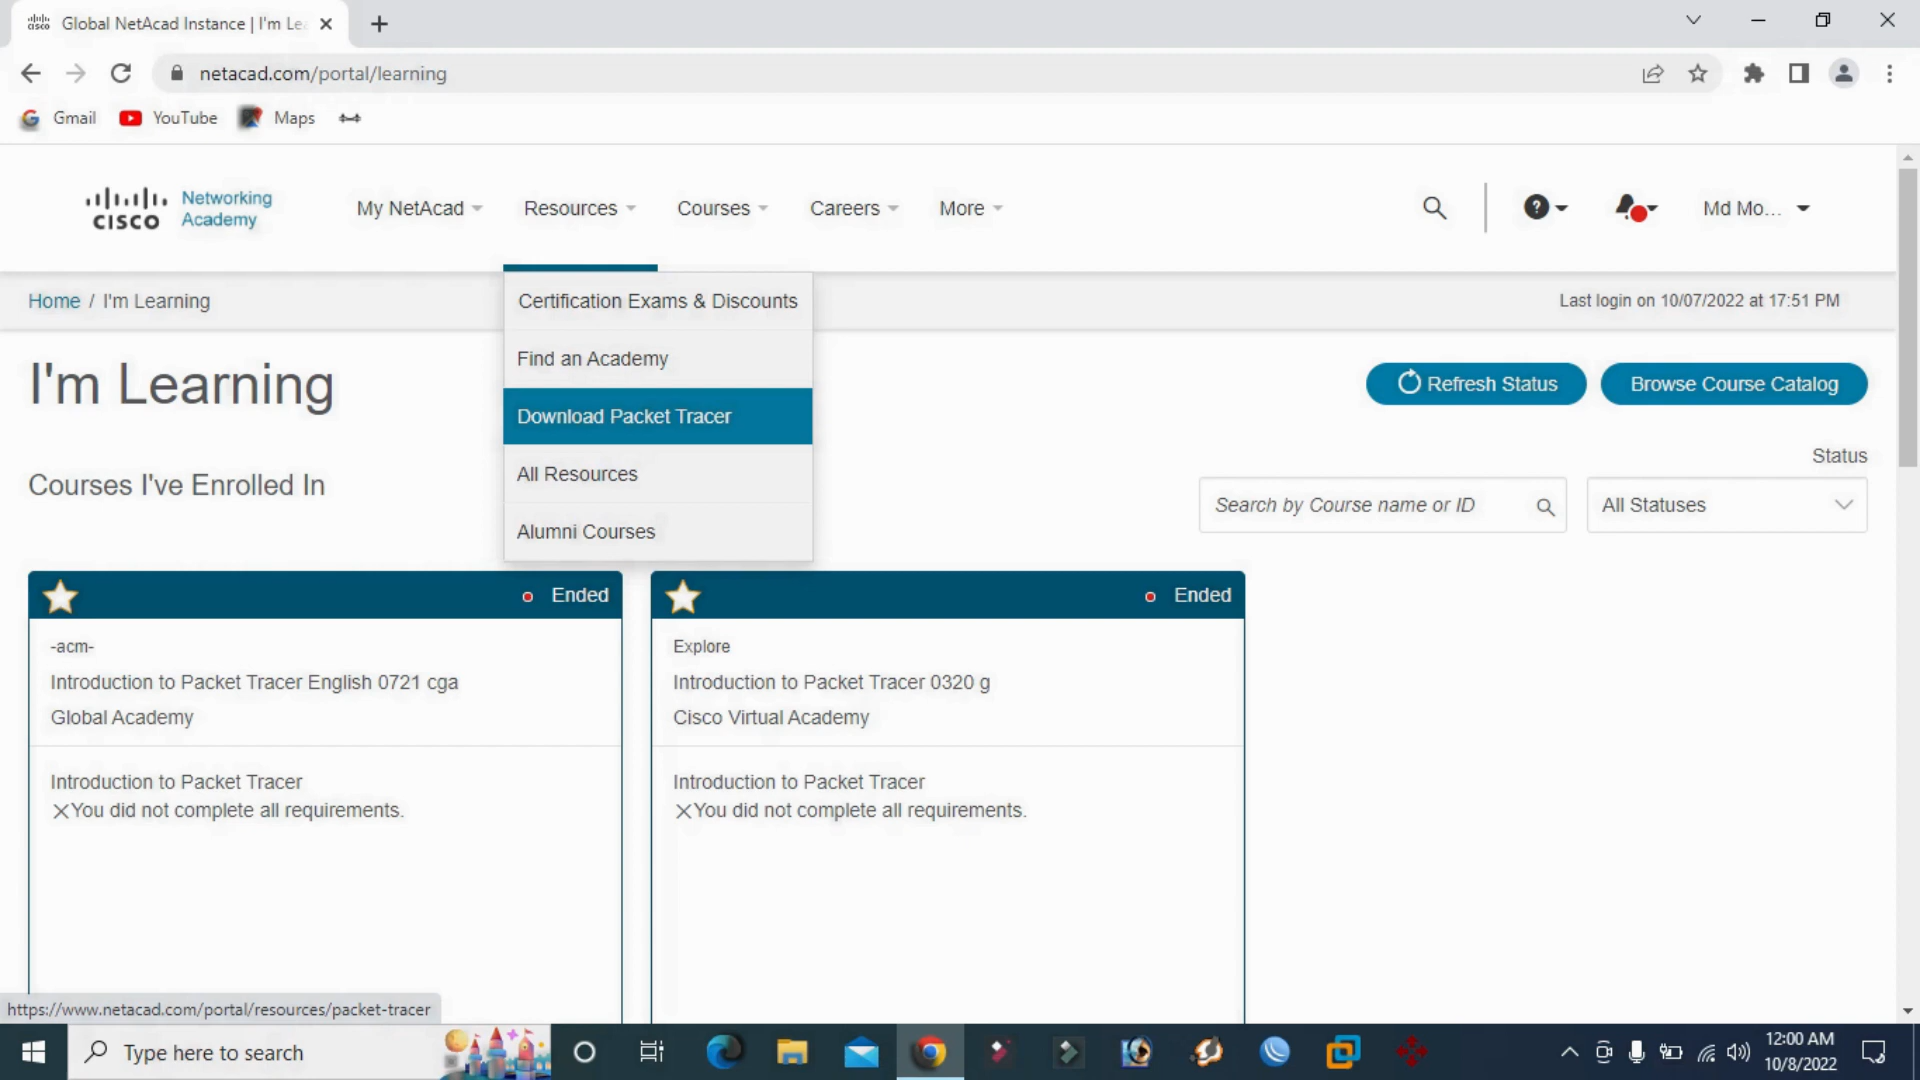 Global NetAcad Instance | I'm Le
netacad.com/portal/learning
Gmail YouTube Maps
CISCO Networking Academy
My NetAcad Resources Courses Careers More
Md Mo...
Home / I'm Learning
Last login on 10/07/2022 at 17:51 PM
Certification Exams & Discounts
Find an Academy
Download Packet Tracer
All Resources
Alumni Courses
I'm Learning
Refresh Status
Browse Course Catalog
Courses I've Enrolled In
Status
Search by Course name or ID
All Statuses
Ended
-acm-
Introduction to Packet Tracer English 0721 cga
Global Academy
Introduction to Packet Tracer
You did not complete all requirements.
Ended
Explore
Introduction to Packet Tracer 0320 g
Cisco Virtual Academy
Introduction to Packet Tracer
You did not complete all requirements.
https://www.netacad.com/portal/resources/packet-tracer
Type here to search
12:00 AM
10/8/2022